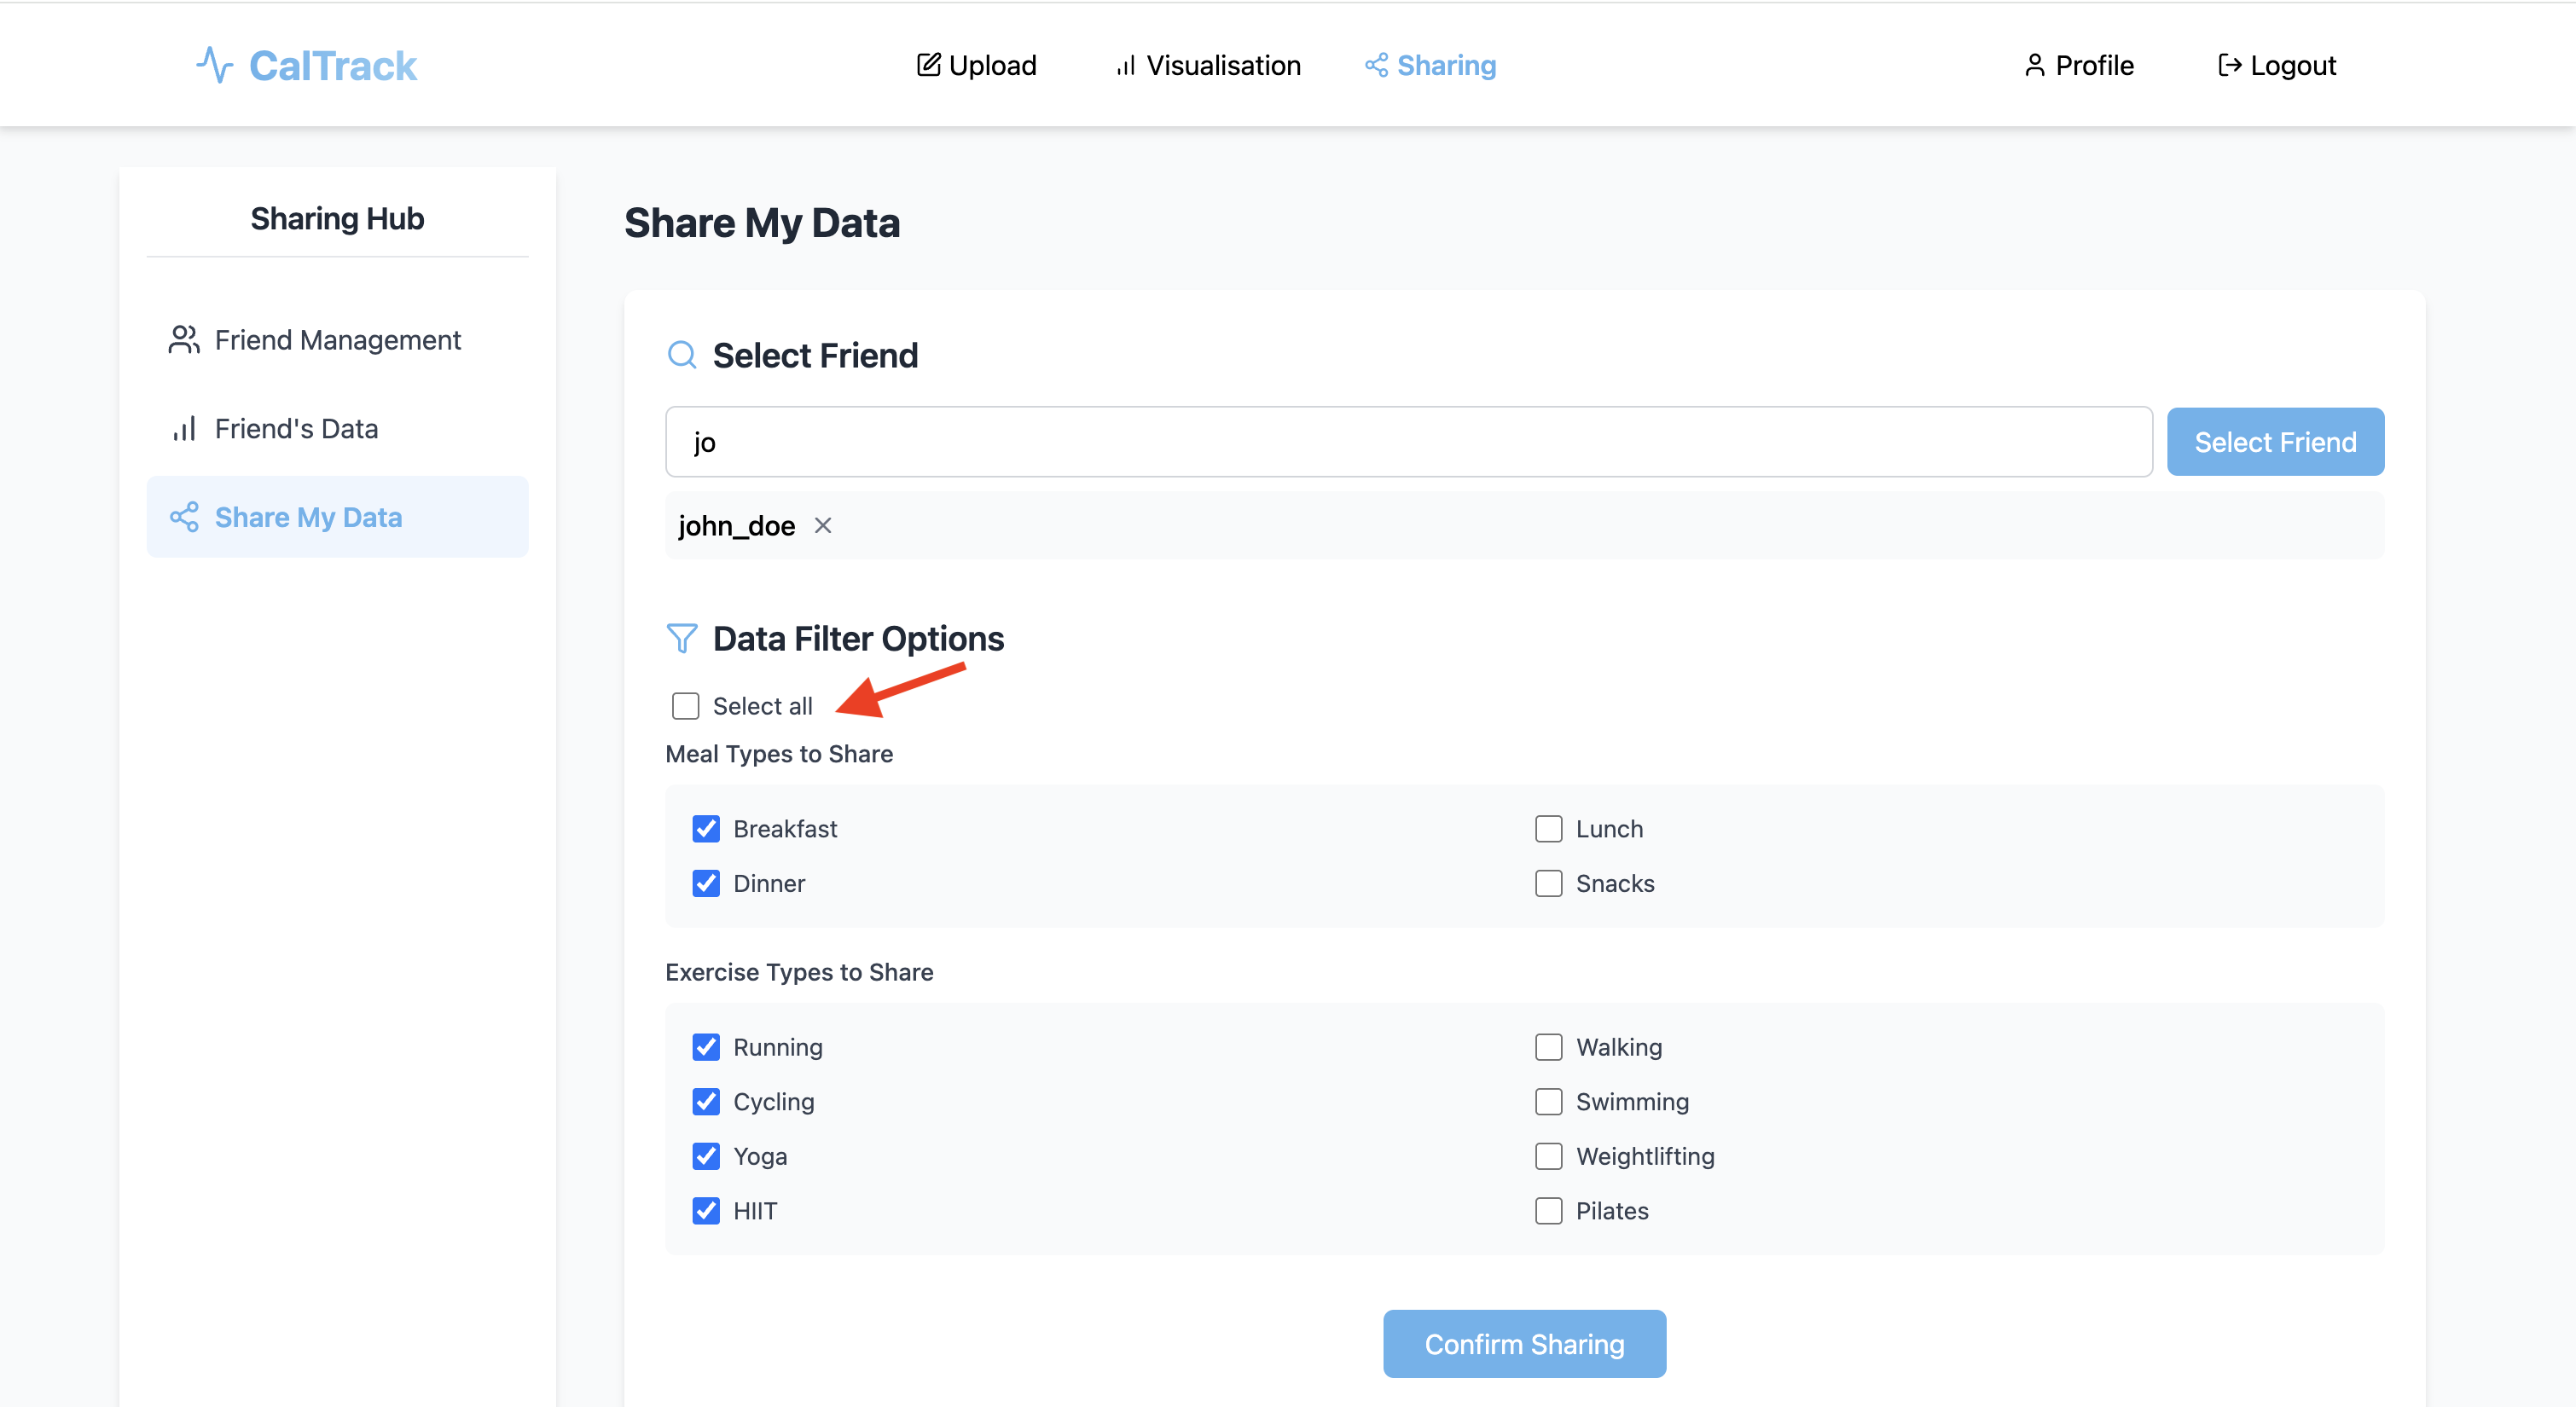 CalTrack
Upload
Visualisation
Sharing
Profile
Logout
Sharing Hub
Friend Management
Friend's Data
Share My Data
Share My Data
Select Friend
jo
Select Friend
john_doe
Data Filter Options
Select all
Meal Types to Share
Breakfast
Lunch
Dinner
Snacks
Exercise Types to Share
Running
Walking
Cycling
Swimming
Yoga
Weightlifting
HIIT
Pilates
Confirm Sharing